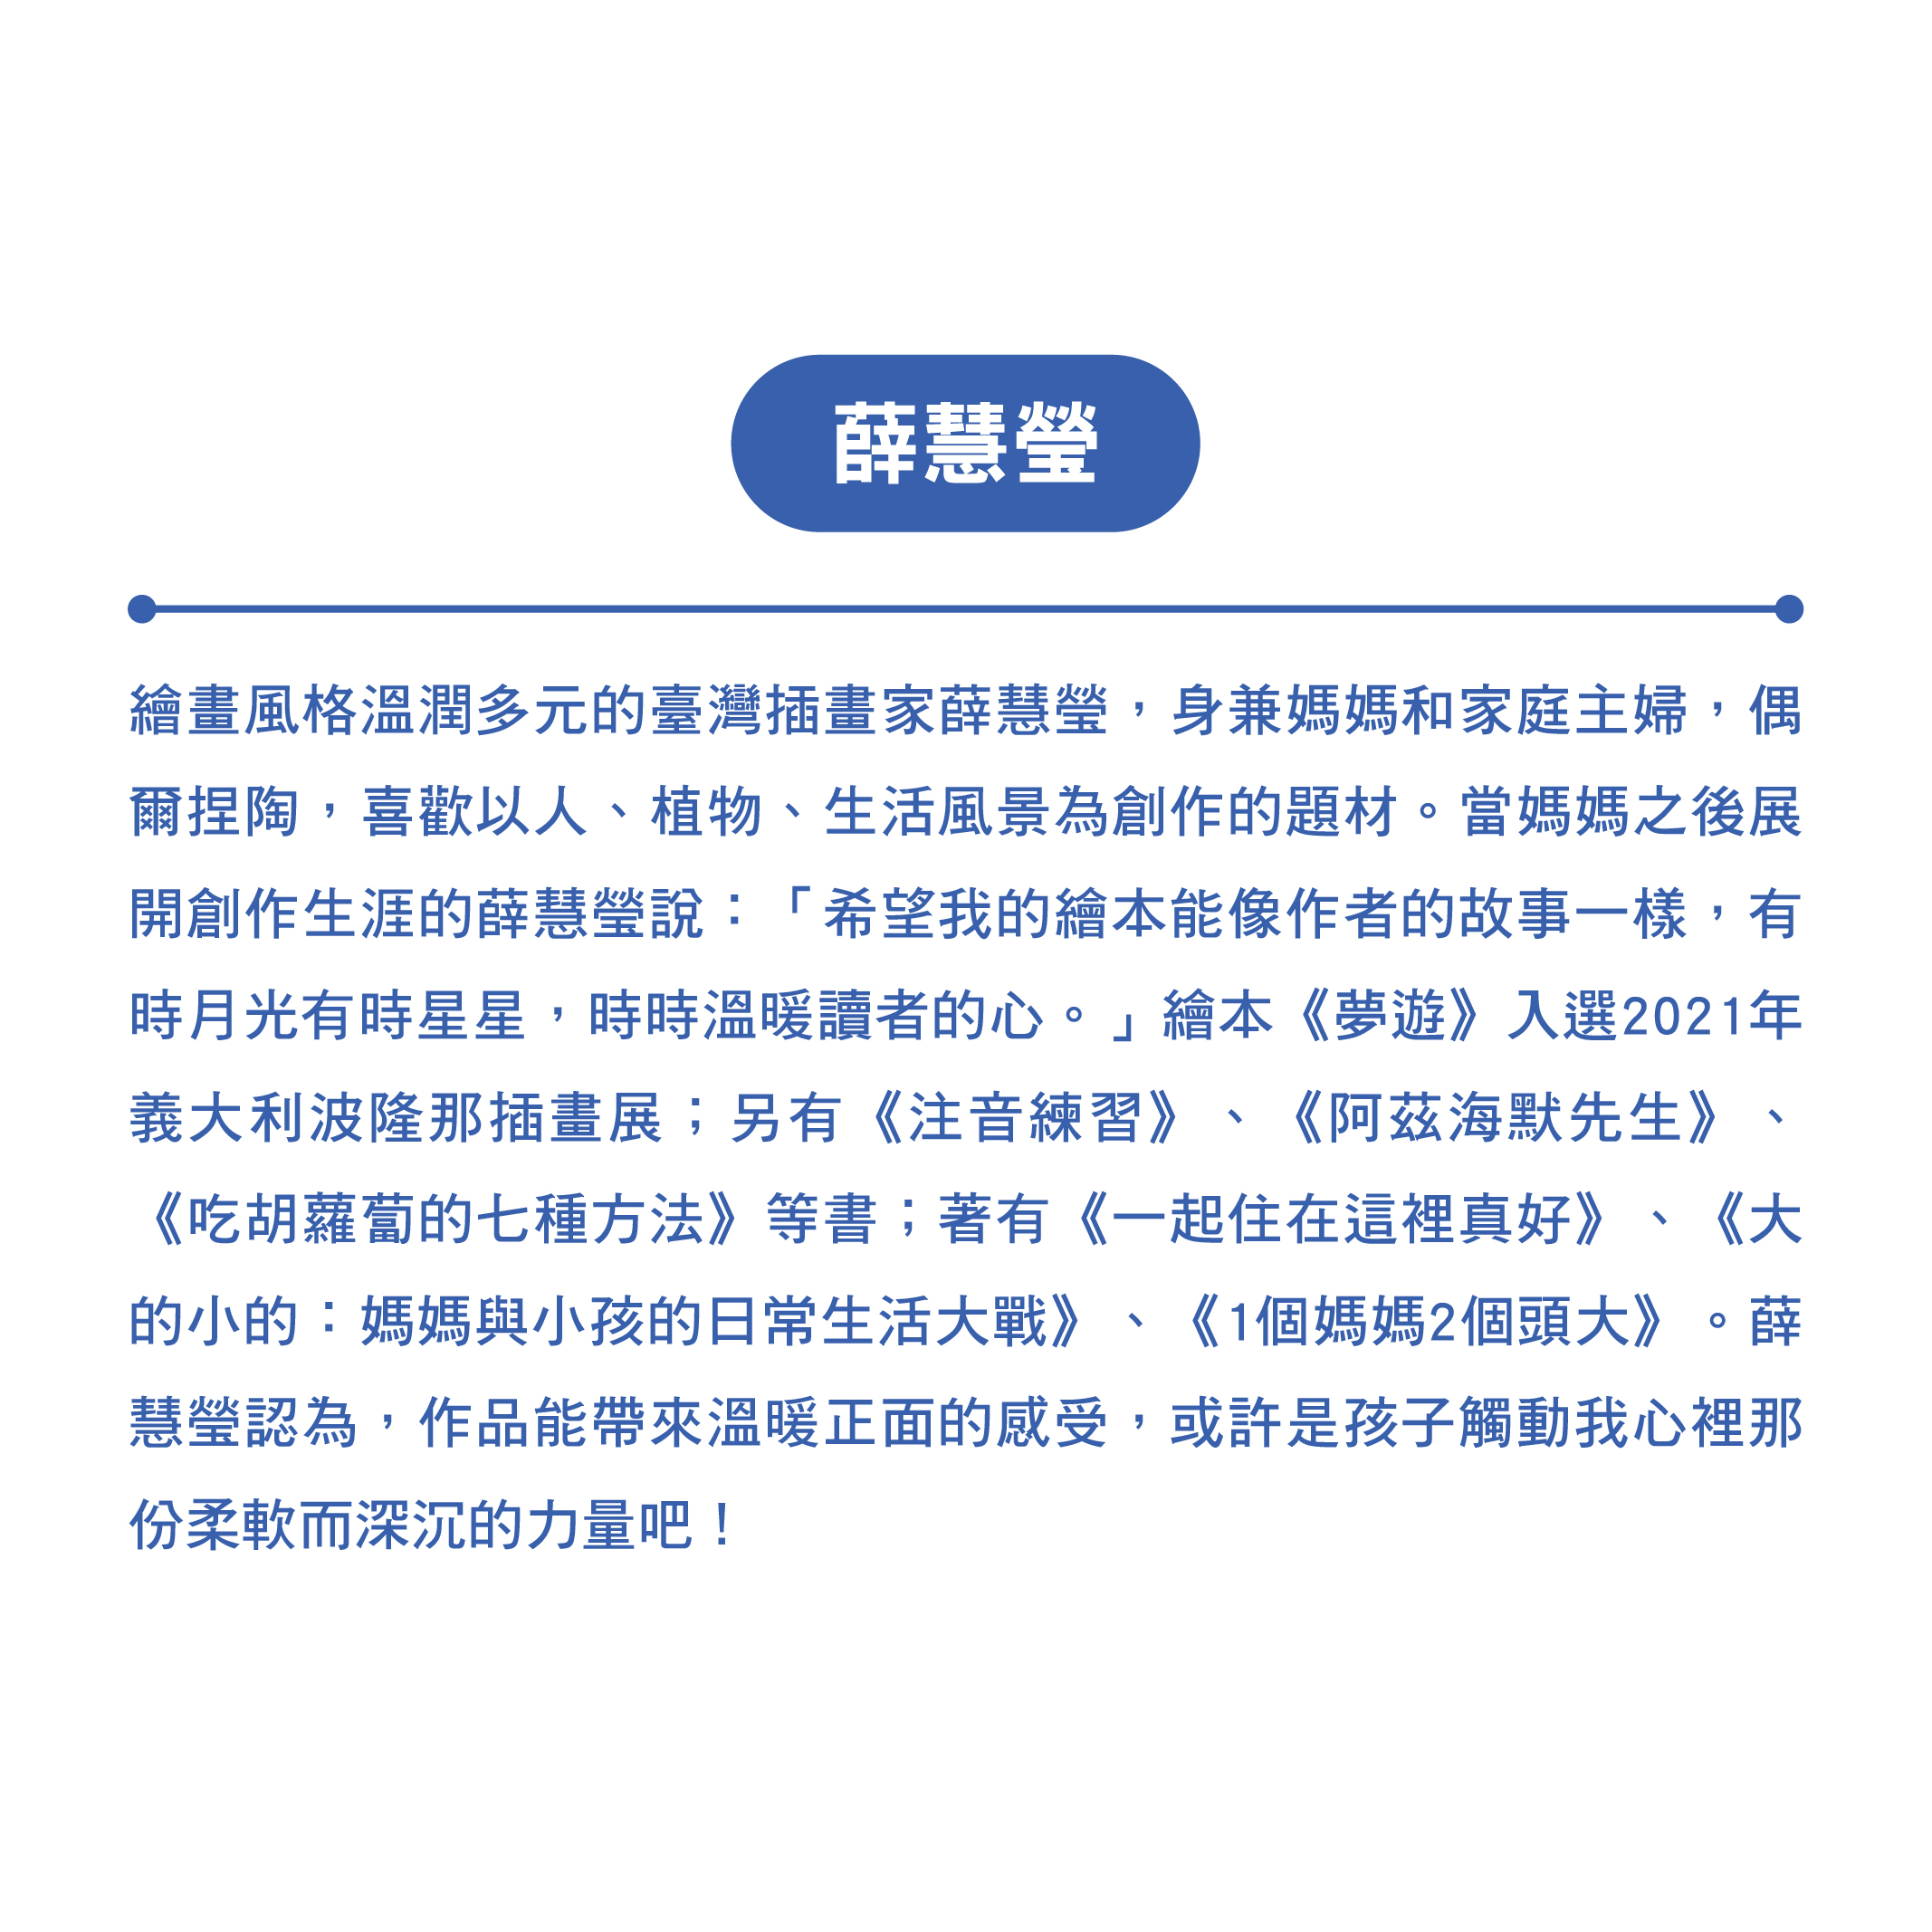 薛慧瑩
繪畫風格溫潤多元的臺灣插畫家薛慧瑩，身兼媽媽和家庭主婦，偶
爾捏陶，喜歡以人、植物、生活風景為創作的題材。當媽媽之後展
開創作生涯的薛慧瑩說：「希望我的繪本能像作者的故事一樣，有
時月光有時星星，時時溫暖讀者的心。」繪本《夢遊》入選2021年
義大利波隆那插畫展；另有《注音練習》、《阿茲海默先生》、
《吃胡蘿蔔的七種方法》等書；著有《一起住在這裡真好》、《大
的小的：媽媽與小孩的日常生活大戰》、《1個媽媽2個頭大》。薛
慧瑩認為，作品能帶來溫暖正面的感受，或許是孩子觸動我心裡那
份柔軟而深沉的力量吧！